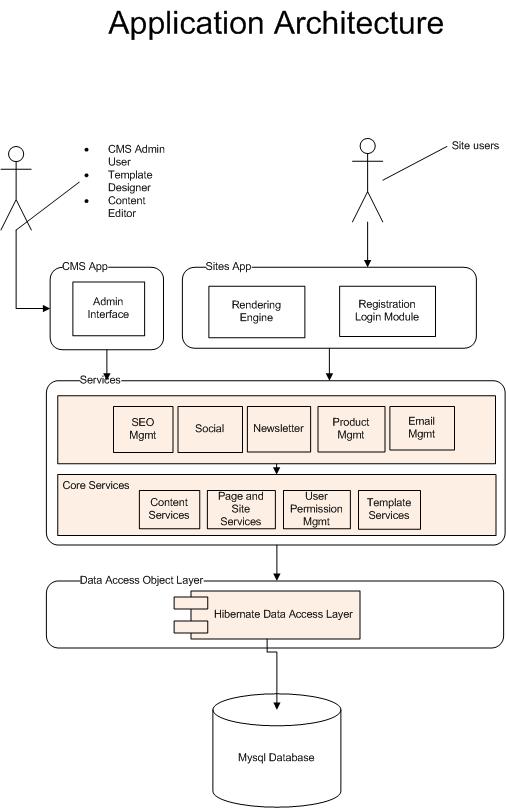 Application Architecture
• CMS Admin
User
• Template
Designer
• Content
Editor
Site users
CMS App
Admin
Interface
Sites App
Rendering
Engine
Registration
Login Module
Services
SEO
Mgmt
Social
Newsletter
Product
Mgmt
Email
Mgmt
Core Services
Content
Services
Page and
Site
Services
User
Permission
Mgmt
Template
Services
Data Access Object Layer
Hibernate Data Access Layer
Mysql Database